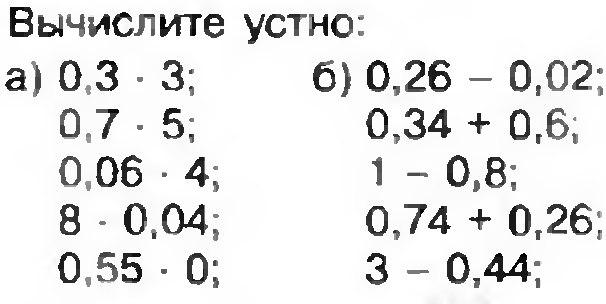 Вычислите устно:
а) 0,3 · 3; б) 0,26 – 0,02;
0,7 · 5; 0,34 + 0,6;
0,06 · 4; 1 – 0,8;
8 · 0,04; 0,74 + 0,26;
0,55 · 0; 3 – 0,44;